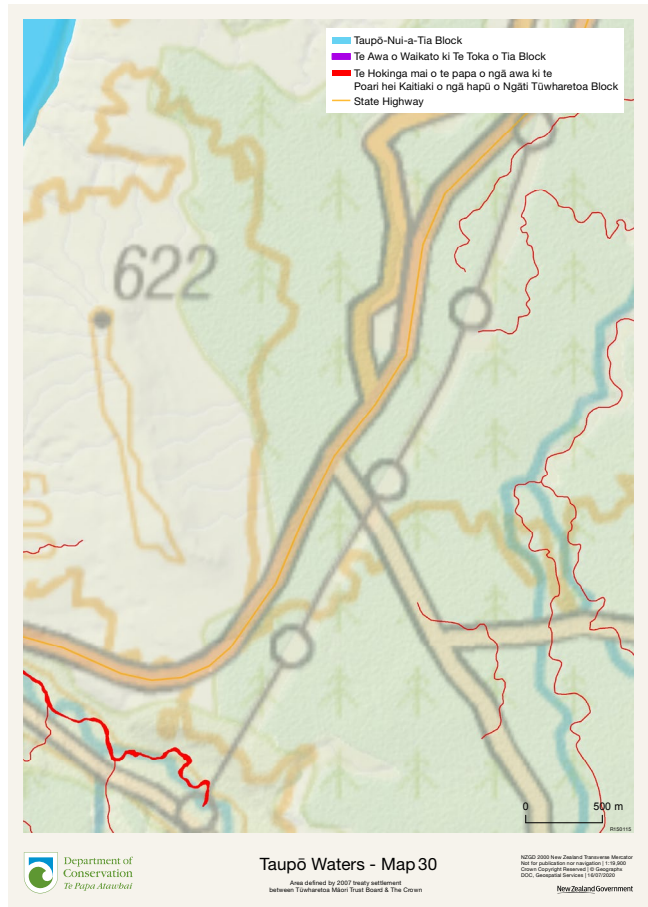 Taupō-Nui-a-Tia Block
Te Awa o Waikato ki Te Toka o Tia Block
Te Hokinga mai o te papa o ngā awa ki te
Poari hei Kaitiaki o ngā hapū o Ngāti Tūwharetoa Block
State Highway
622
500
0 500 m
R150115
Department of
Conservation
Te Papa Atawhai
Taupō Waters - Map 30
Area defined by 2007 treaty settlement
between Tūwharetoa Māori Trust Board & The Crown
NZGD 2000 New Zealand Transverse Mercator
Not for publication nor navigation | 1:19,900
Crown Copyright Reserved | © Geographx
DOC, Geospatial Services | 16/07/2020
New Zealand Government